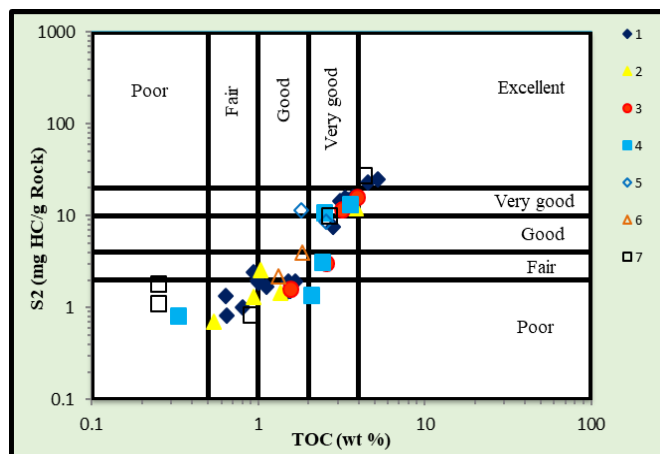 1000
100
10
1
0.1
S2 (mg HC/g Rock)
Poor
Fair
Good
Very good
Excellent
Very good
Good
Fair
Poor
0.1
1
10
100
TOC (wt %)
1
2
3
4
5
6
7